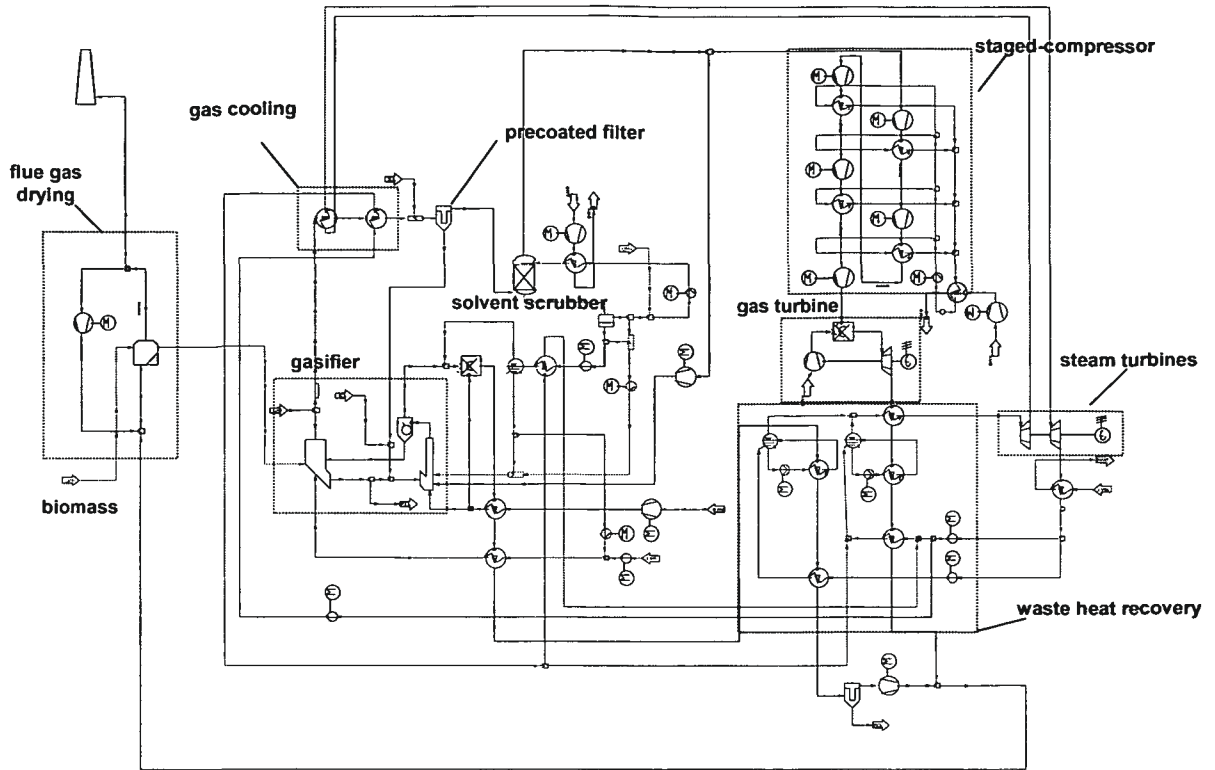 staged-compressor
gas cooling
precoated filter
flue gas
drying
solvent scrubber
gas turbine
gasifier
steam turbines
biomass
waste heat recovery